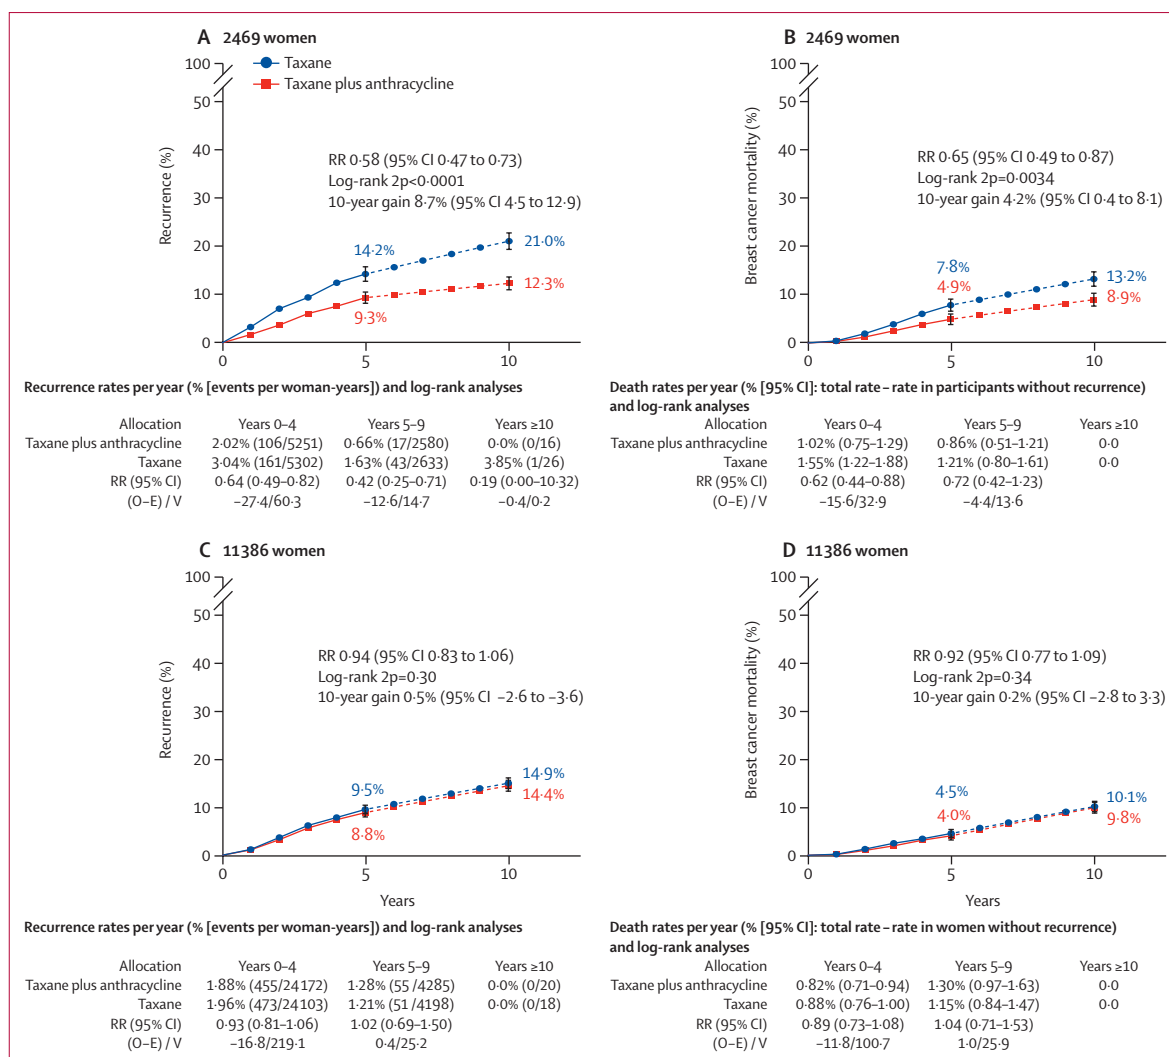 A 2469 women
100
Taxane
Taxane plus anthracycline
50
40
30
20
10
0
Recurrence (%)
RR 0·58 (95% CI 0·47 to 0·73)
Log-rank 2p<0·0001
10-year gain 8·7% (95% CI 4·5 to 12·9)
14·2%
21·0%
9·3%
12·3%
0 5 10
B 2469 women
100
50
40
30
20
10
0
Breast cancer mortality (%)
RR 0·65 (95% CI 0·49 to 0·87)
Log-rank 2p=0·0034
10-year gain 4·2% (95% CI 0·4 to 8·1)
7·8%
4·9%
13·2%
8·9%
0 5 10
Recurrence rates per year (% [events per woman-years]) and log-rank analyses
Allocation Years 0–4 Years 5–9 Years ≥10
Taxane plus anthracycline 2·02% (106/5251) 0·66% (17/2580) 0·0% (0/16)
Taxane 3·04% (161/5302) 1·63% (43/2633) 3·85% (1/26)
RR (95% CI) 0·64 (0·49–0·82) 0·42 (0·25–0·71) 0·19 (0·00–10·32)
(O–E) / V –27·4/60·3 –12·6/14·7 –0·4/0·2
Death rates per year (% [95% CI]: total rate – rate in participants without recurrence)
and log-rank analyses
Allocation Years 0–4 Years 5–9 Years ≥10
Taxane plus anthracycline 1·02% (0·75–1·29) 0·86% (0·51–1·21) 0·0
Taxane 1·55% (1·22–1·88) 1·21% (0·80–1·61) 0·0
RR (95% CI) 0·62 (0·44–0·88) 0·72 (0·42–1·23)
(O–E) / V –15·6/32·9 –4·4/13·6
C 11386 women
100
50
40
30
20
10
0
Recurrence (%)
RR 0·94 (95% CI 0·83 to 1·06)
Log-rank 2p=0·30
10-year gain 0·5% (95% CI –2·6 to –3·6)
9·5%
14·9%
8·8%
14·4%
0 5 10
Years
D 11386 women
100
50
40
30
20
10
0
Breast cancer mortality (%)
RR 0·92 (95% CI 0·77 to 1·09)
Log-rank 2p=0·34
10-year gain 0·2% (95% CI –2·8 to 3·3)
4·5%
4·0%
10·1%
9·8%
0 5 10
Years
Recurrence rates per year (% [events per woman-years]) and log-rank analyses
Allocation Years 0–4 Years 5–9 Years ≥10
Taxane plus anthracycline 1·88% (455/24172) 1·28% (55 /4285) 0·0% (0/20)
Taxane 1·96% (473/24103) 1·21% (51 /4198) 0·0% (0/18)
RR (95% CI) 0·93 (0·81–1·06) 1·02 (0·69–1·50)
(O–E) / V –16·8/219·1 0·4/25·2
Death rates per year (% [95% CI]: total rate – rate in women without recurrence)
and log-rank analyses
Allocation Years 0–4 Years 5–9 Years ≥10
Taxane plus anthracycline 0·82% (0·71–0·94) 1·30% (0·97–1·63) 0·0
Taxane 0·88% (0·76–1·00) 1·15% (0·84–1·47) 0·0
RR (95% CI) 0·89 (0·73–1·08) 1·04 (0·71–1·53)
(O–E) / V –11·8/100·7 1·0/25·9